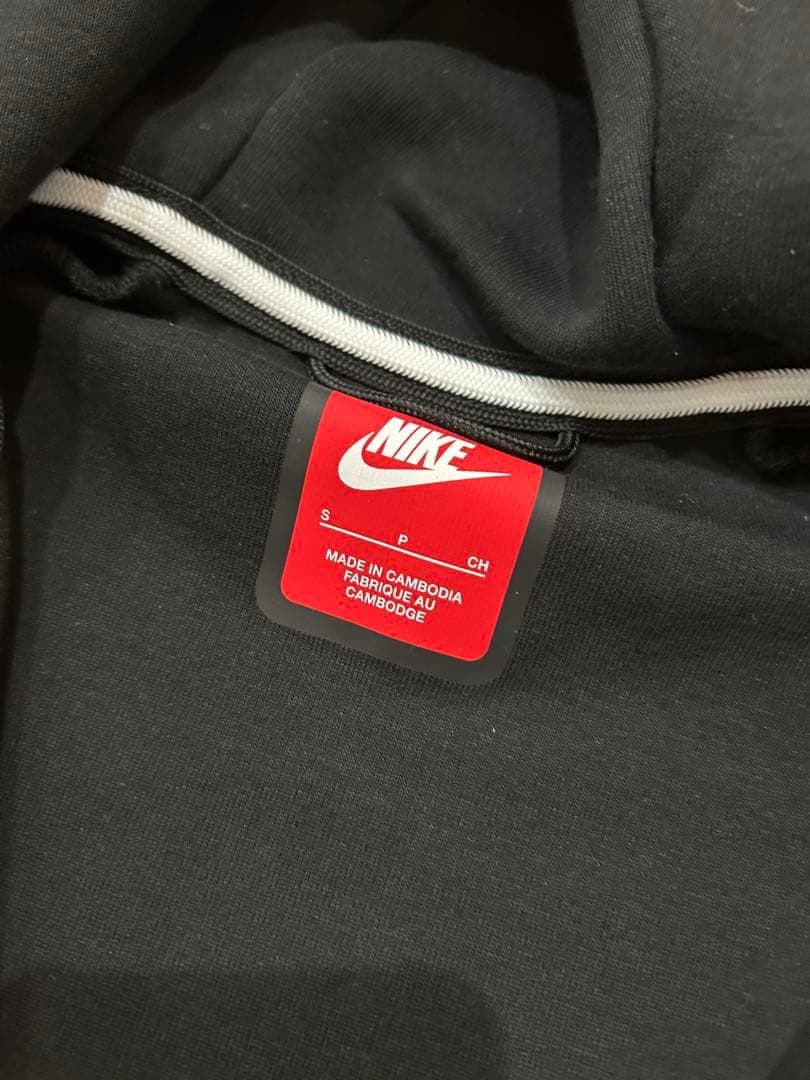 NIKE
S P CH
MADE IN CAMBODIA
FABRIQUE AU
CAMBODGE